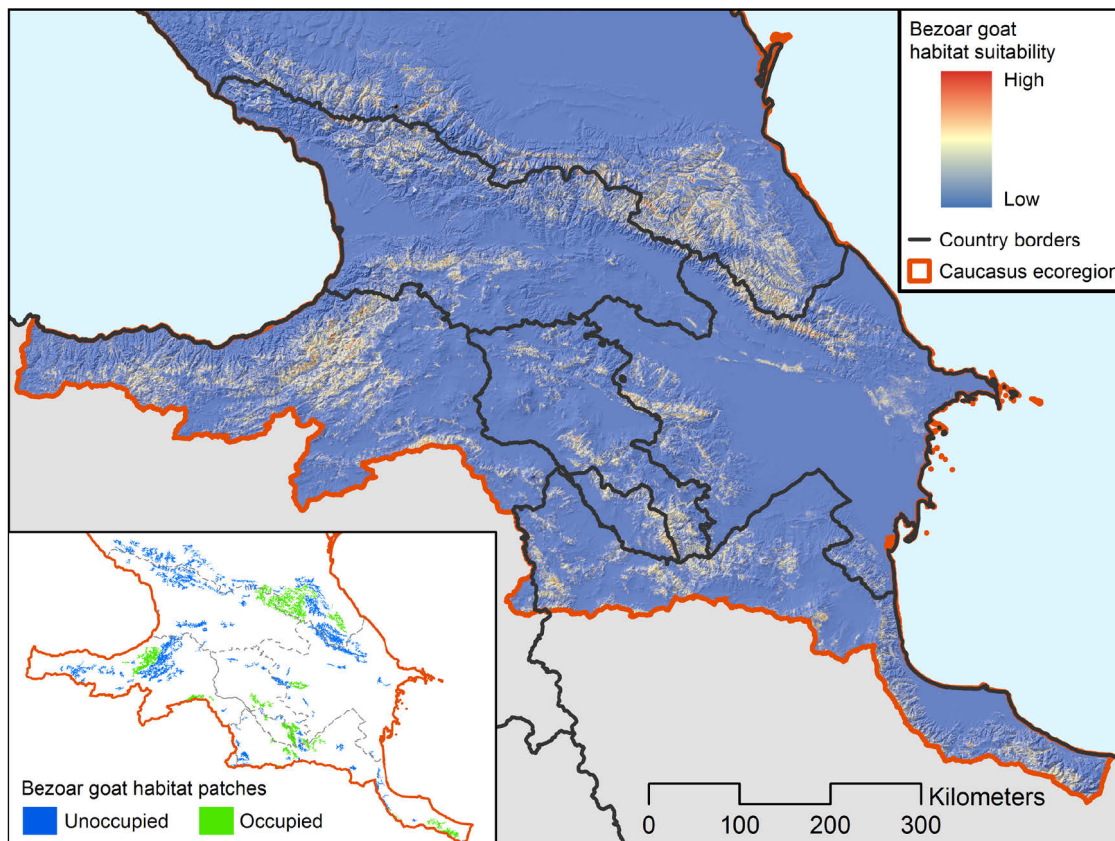 Bezoar goat
habitat suitability
High
Low
Country borders
Caucasus ecoregion
Bezoar goat habitat patches
Unoccupied
Occupied
Kilometers
0 100 200 300